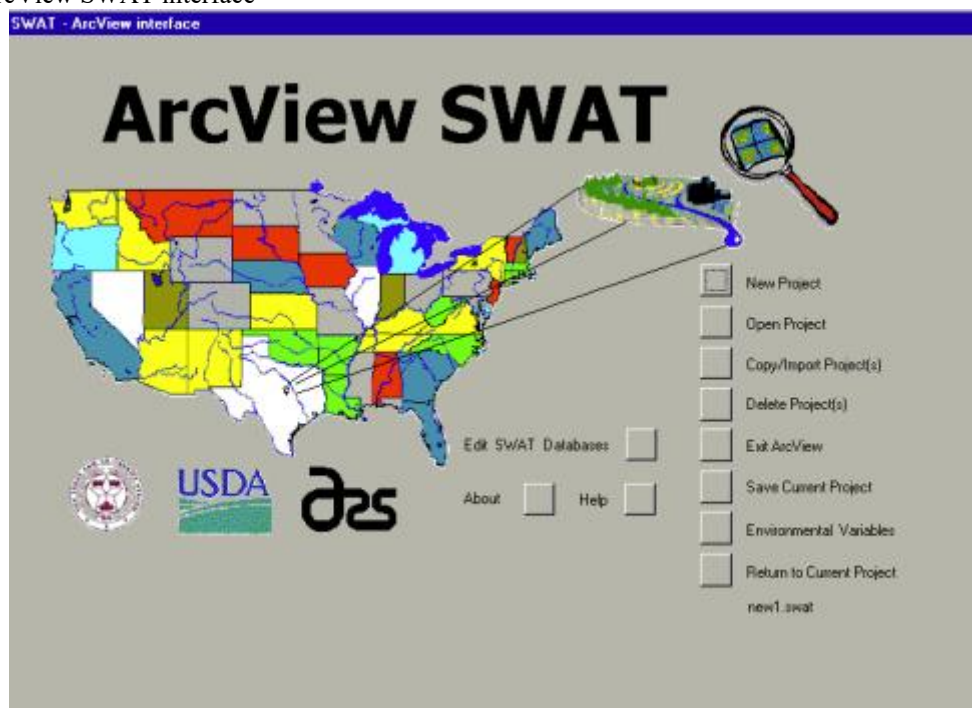 SWAT - ArcView interface
ArcView SWAT
New Project
Open Project
Copy/Import Project(s)
Delete Project(s)
Exit ArcView
Save Current Project
Environmental Variables
Return to Current Project
new1.swat
Edit SWAT Databases
About
Help
USDA
ars